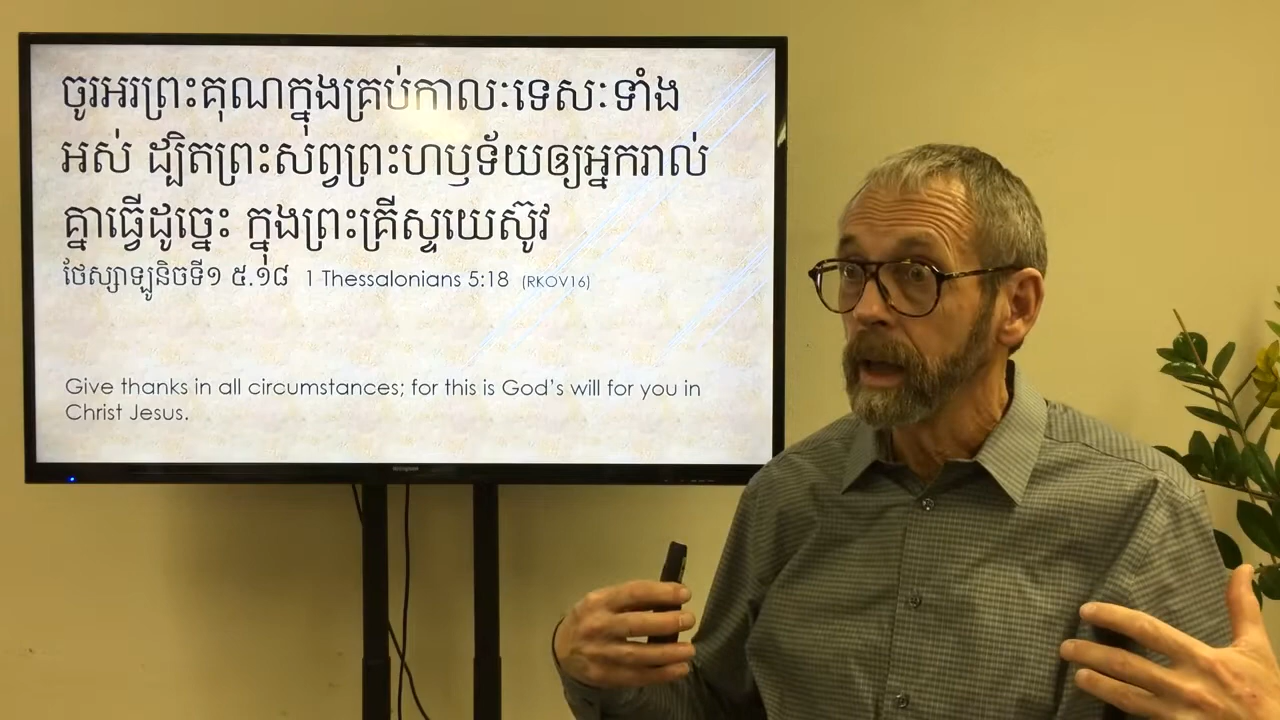 ចូរអរព្រះគុណក្នុងគ្រប់កាលៈទេសៈទាំង
អស់ ដ្បិតព្រះសព្វព្រះហឫទ័យឲ្យអ្នករាល់
គ្នាធ្វើដូច្នេះ ក្នុងព្រះគ្រីស្ទយេស៊ូវ
ថែស្សាឡូនិចទី១ ៥.១៨ 1 Thessalonians 5:18 (RKOV16)
Give thanks in all circumstances; for this is God’s will for you in
Christ Jesus.